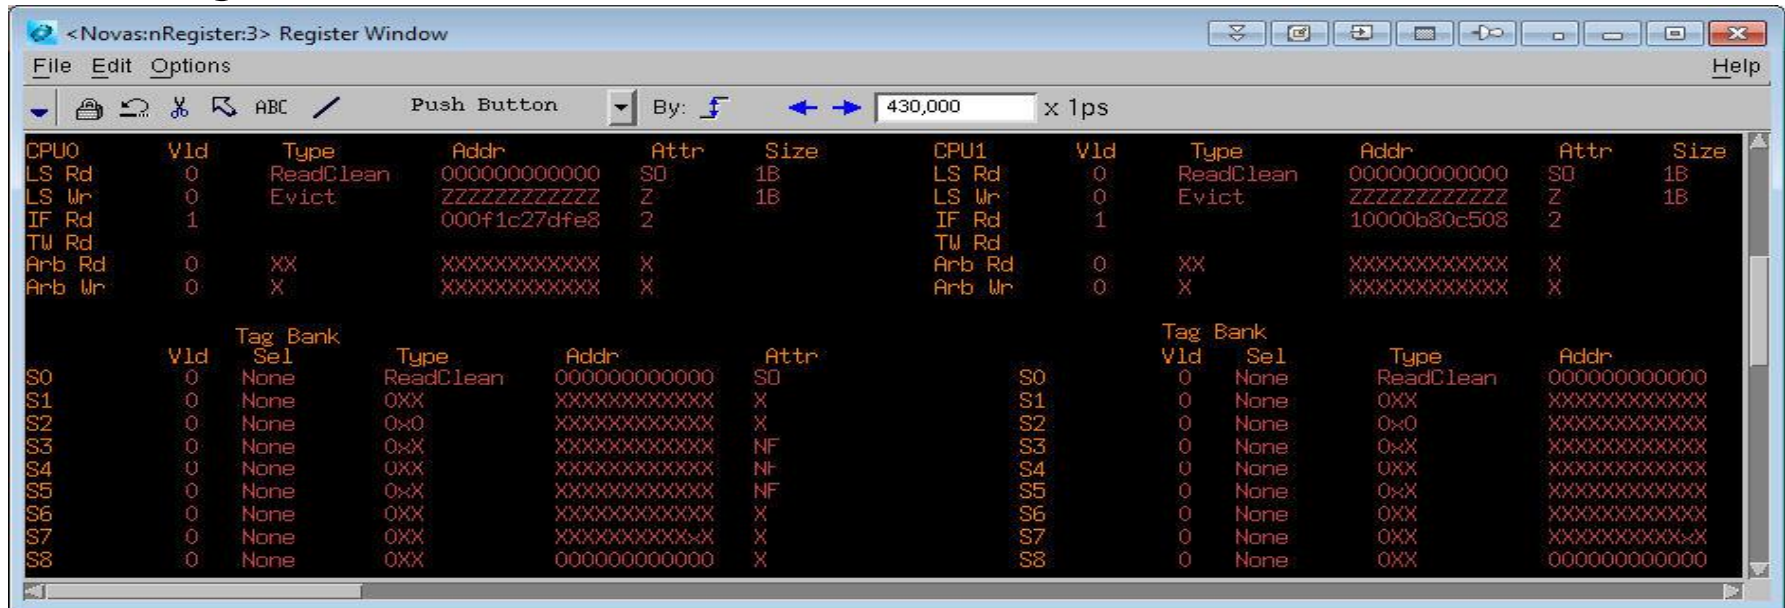 <Novas:nRegister:3> Register Window
File Edit Options Help
ABC Push Button By: 430,000 x 1ps
CPU0 Vld Type Addr Attr Size CPU1 Vld Type Addr Attr Size
LS Rd 0 ReadClean 000000000000 SO 1B LS Rd 0 ReadClean 000000000000 SO 1B
LS Wr 0 Evict ZZZZZZZZZZZZ Z 1B LS Wr 0 Evict ZZZZZZZZZZZZ Z 1B
IF Rd 1 000f1c27dfe8 2 IF Rd 1 10000b80c508 2
TW Rd TW Rd
Arb Rd 0 XX XXXXXXXXXXXX X Arb Rd 0 XX XXXXXXXXXXXX X
Arb Wr 0 X XXXXXXXXXXXX X Arb Wr 0 X XXXXXXXXXXXX X
Tag Bank Tag Bank
Vld Sel Type Addr Attr Vld Sel Type Addr
S0 0 None ReadClean 000000000000 SO S0 0 None ReadClean 000000000000
S1 0 None 0XX XXXXXXXXXXXX X S1 0 None 0XX XXXXXXXXXXXX
S2 0 None 0x0 XXXXXXXXXXXX X S2 0 None 0x0 XXXXXXXXXXXX
S3 0 None 0xX XXXXXXXXXXXX NF S3 0 None 0xX XXXXXXXXXXXX
S4 0 None 0XX XXXXXXXXXXXX NF S4 0 None 0XX XXXXXXXXXXXX
S5 0 None 0xX XXXXXXXXXXXX NF S5 0 None 0xX XXXXXXXXXXXX
S6 0 None 0XX XXXXXXXXXXXX X S6 0 None 0XX XXXXXXXXXXXX
S7 0 None 0XX XXXXXXXXXXxX X S7 0 None 0XX XXXXXXXXXXxX
S8 0 None 0XX 000000000000 X S8 0 None 0XX 000000000000